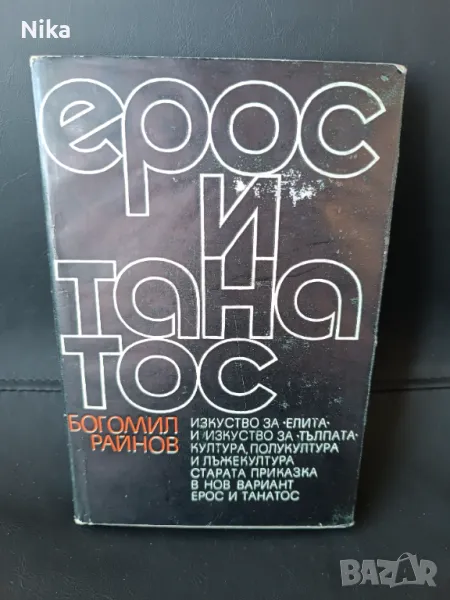 Nika
ерос
и
тана
тос
БОГОМИЛ
РАЙНОВ
ИЗКУСТВО ЗА •ЕЛИТА•
И ИЗКУСТВО ЗА •ТЪЛПАТА•
КУЛТУРА, ПОЛУКУЛТУРА
И ЛЪЖЕКУЛТУРА
СТАРАТА ПРИКАЗКА
В НОВ ВАРИАНТ
ЕРОС И ТАНАТОС
BAZAR